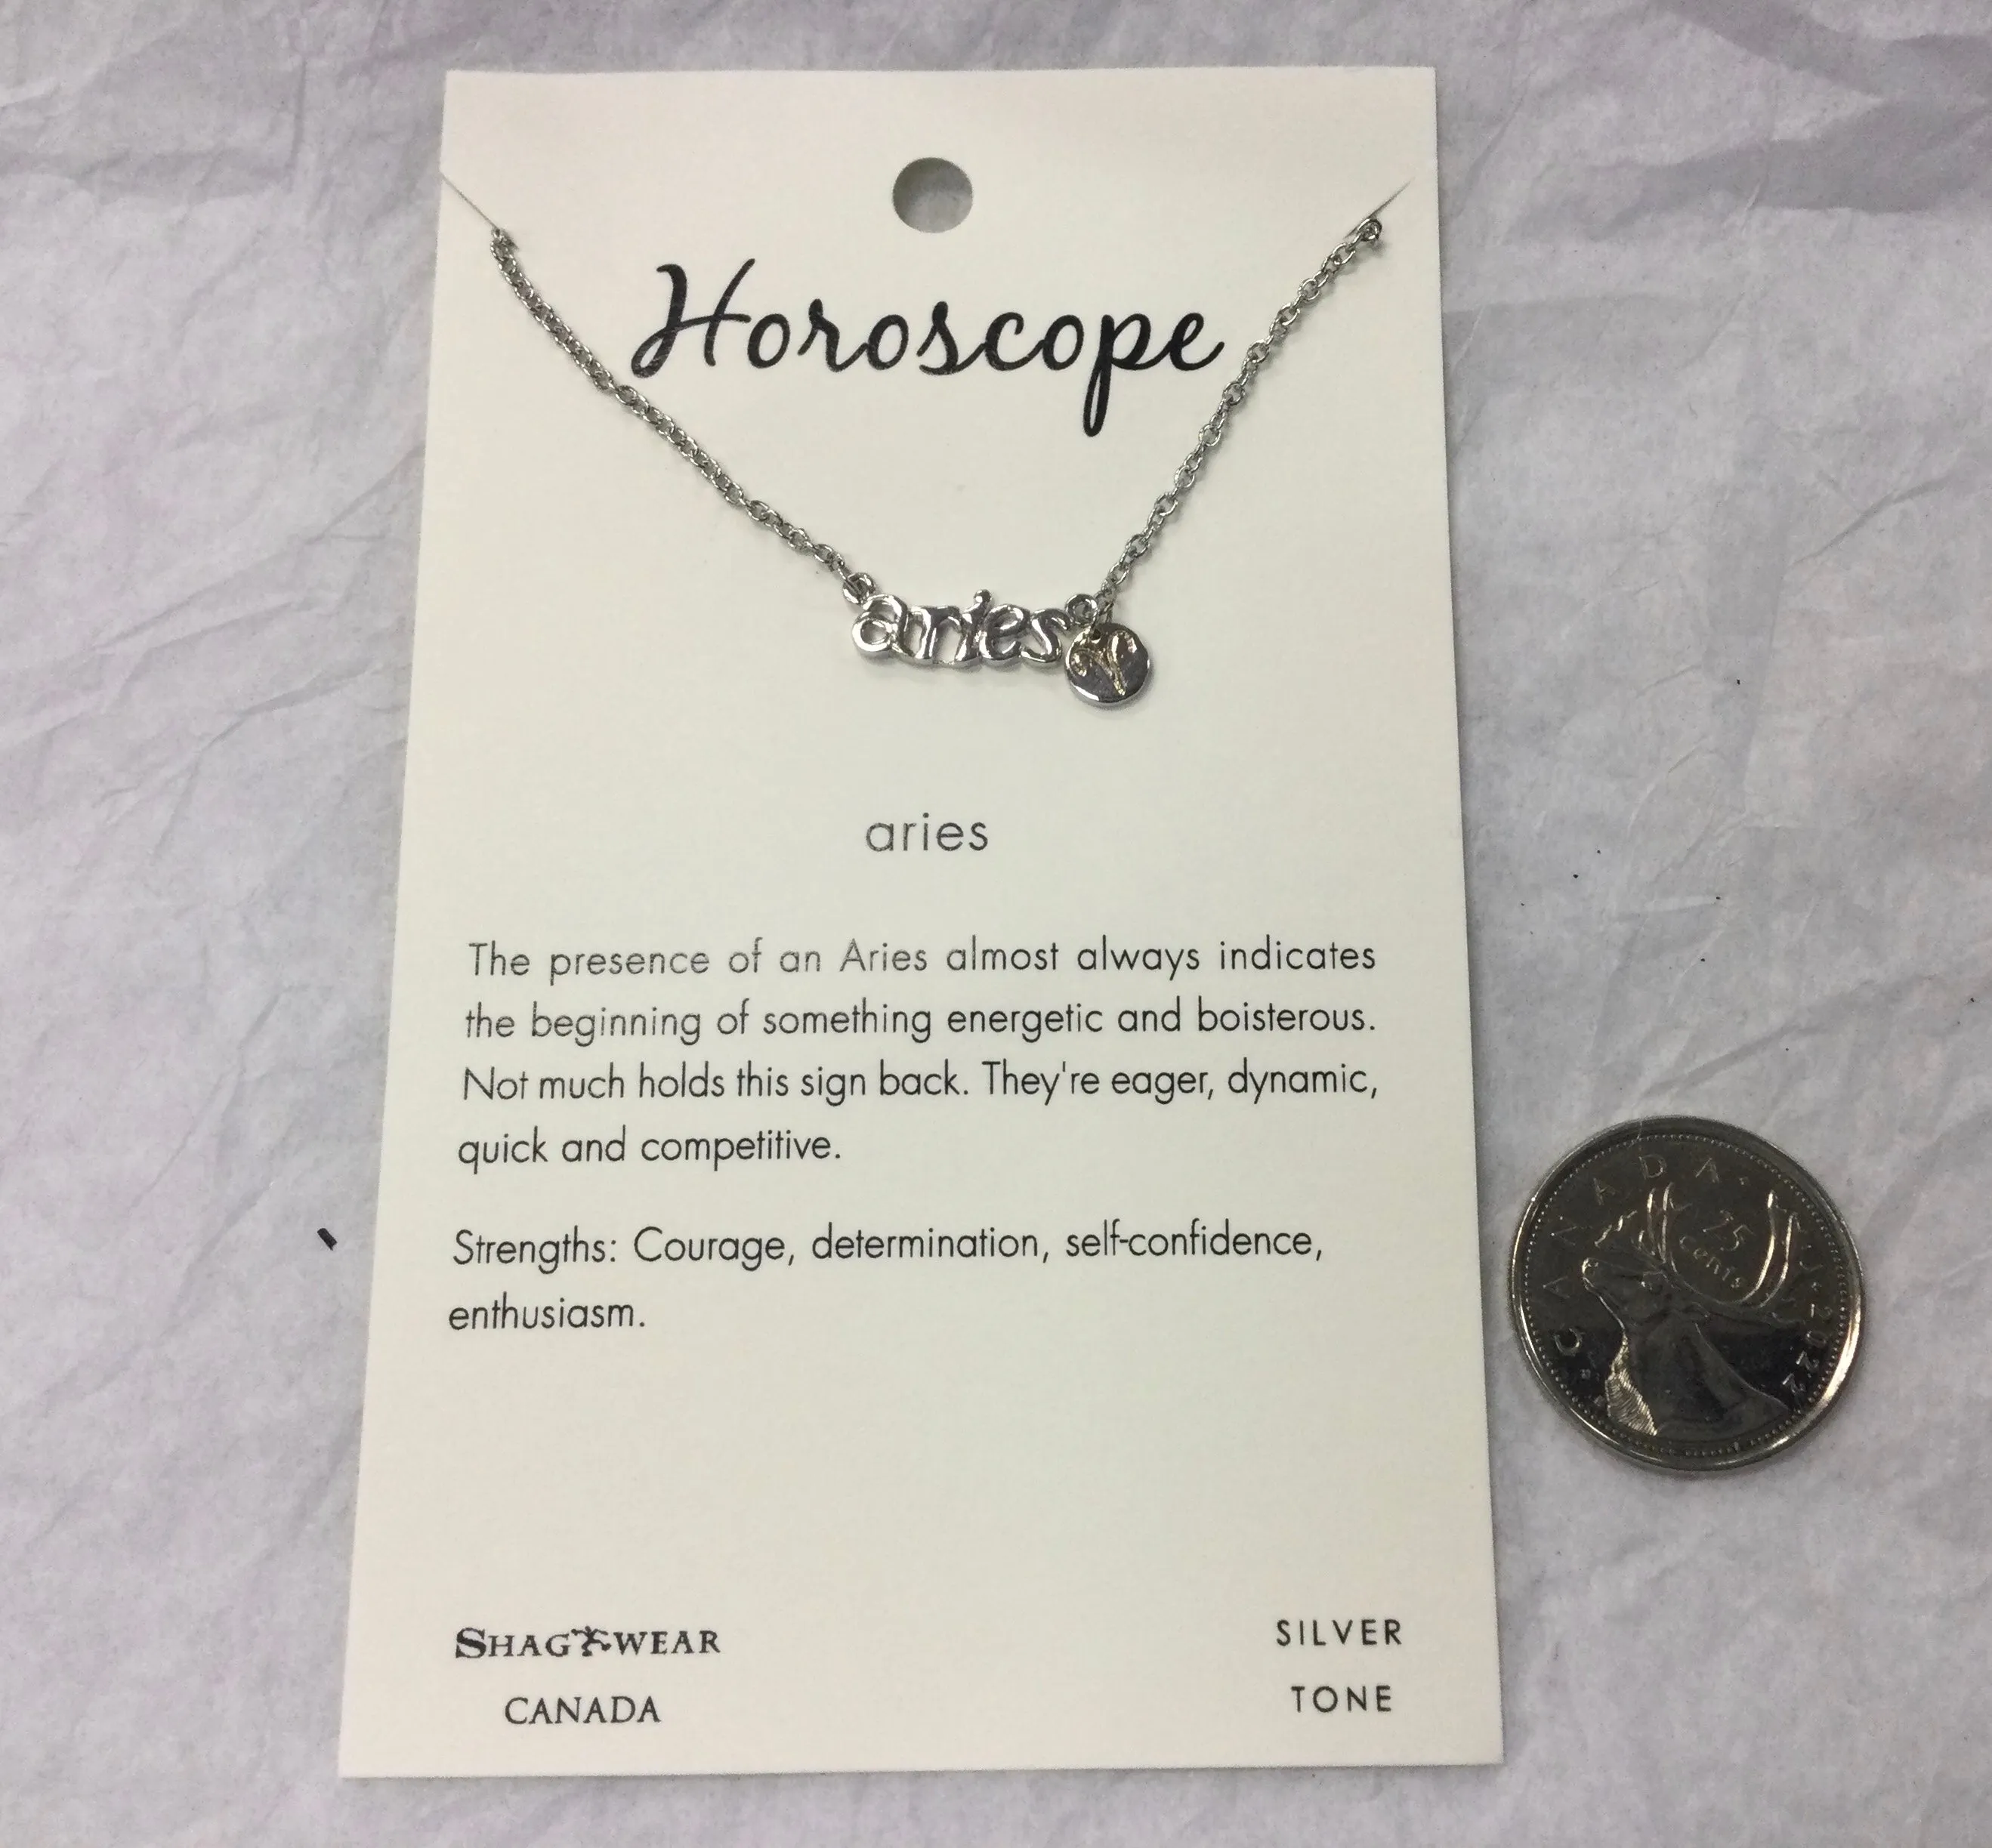 Horoscope
aries
aries
The presence of an Aries almost always indicates
the beginning of something energetic and boisterous.
Not much holds this sign back. They're eager, dynamic,
quick and competitive.
Strengths: Courage, determination, self-confidence,
enthusiasm.
CANADA
25
cents
2022
SHAGWEAR
CANADA
SILVER
TONE